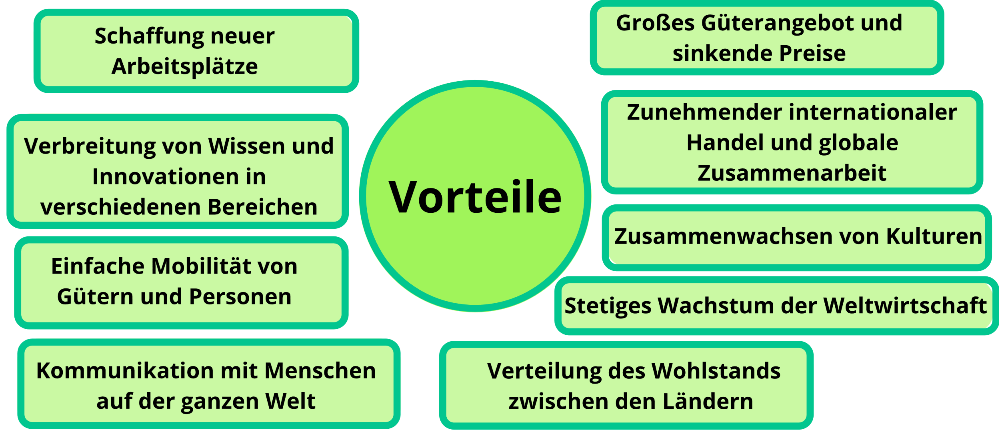 Schaffung neuer
Arbeitsplätze
Verbreitung von Wissen und
Innovationen in
verschiedenen Bereichen
Einfache Mobilität von
Gütern und Personen
Kommunikation mit Menschen
auf der ganzen Welt
Vorteile
Großes Güterangebot und
sinkende Preise
Zunehmender internationaler
Handel und globale
Zusammenarbeit
Zusammenwachsen von Kulturen
Stetiges Wachstum der Weltwirtschaft
Verteilung des Wohlstands
zwischen den Ländern